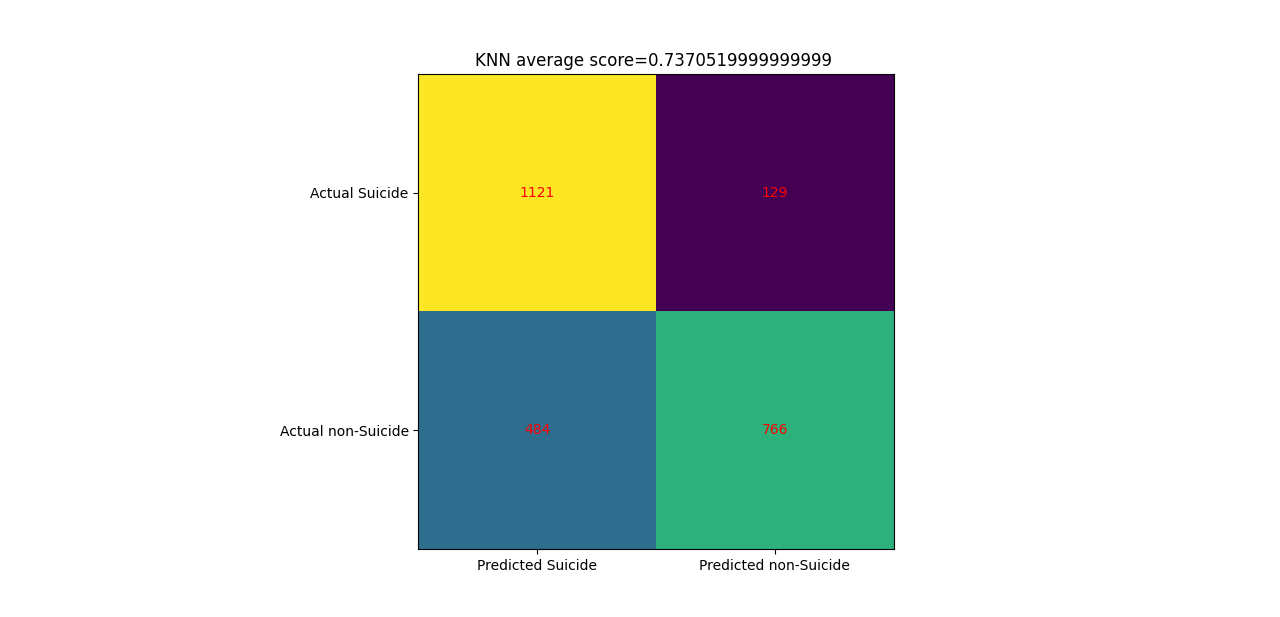 KNN average score=0.7370519999999999
Actual Suicide
1121
129
Actual non-Suicide
484
766
Predicted Suicide
Predicted non-Suicide